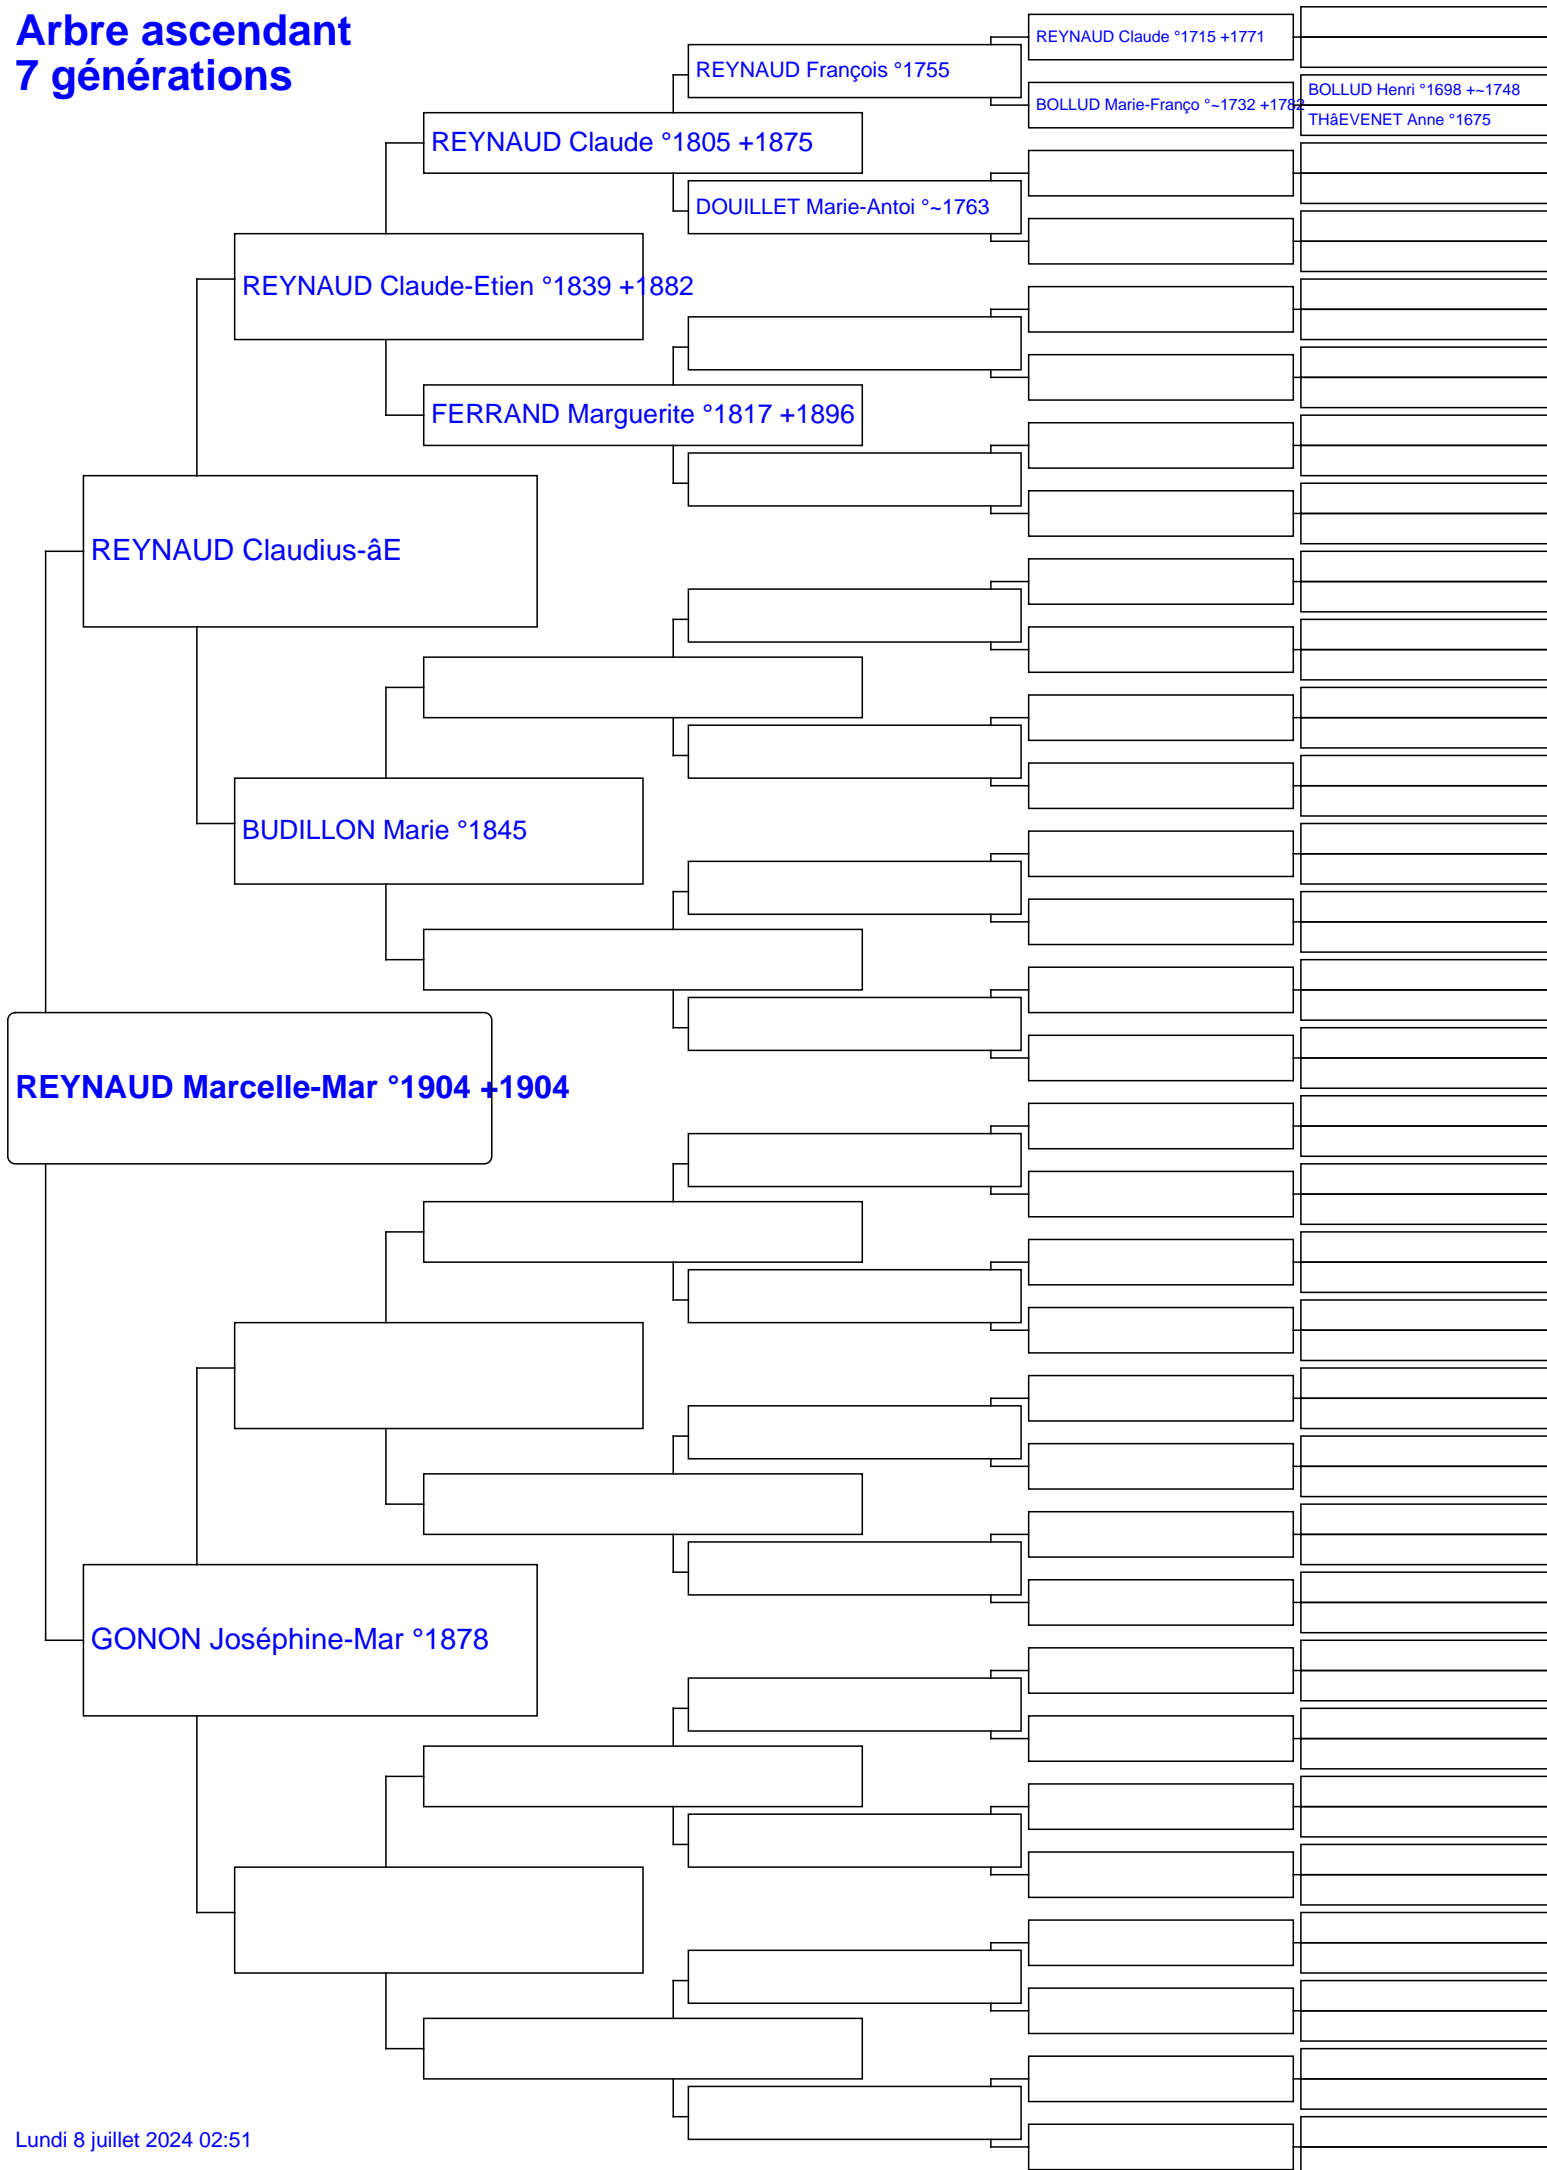 Arbre ascendant
7 générations
REYNAUD Claude °1715 +1771
REYNAUD François °1755
BOLLUD Henri °1698 +~1748
BOLLUD Marie-Franço °~1732 +1782
THâEVENET Anne °1675
REYNAUD Claude °1805 +1875
DOUILLET Marie-Antoi °~1763
REYNAUD Claude-Etien °1839 +1882
FERRAND Marguerite °1817 +1896
REYNAUD Claudius-âE
BUDILLON Marie °1845
REYNAUD Marcelle-Mar °1904 +1904
GONON Joséphine-Mar °1878
Lundi 8 juillet 2024 02:51